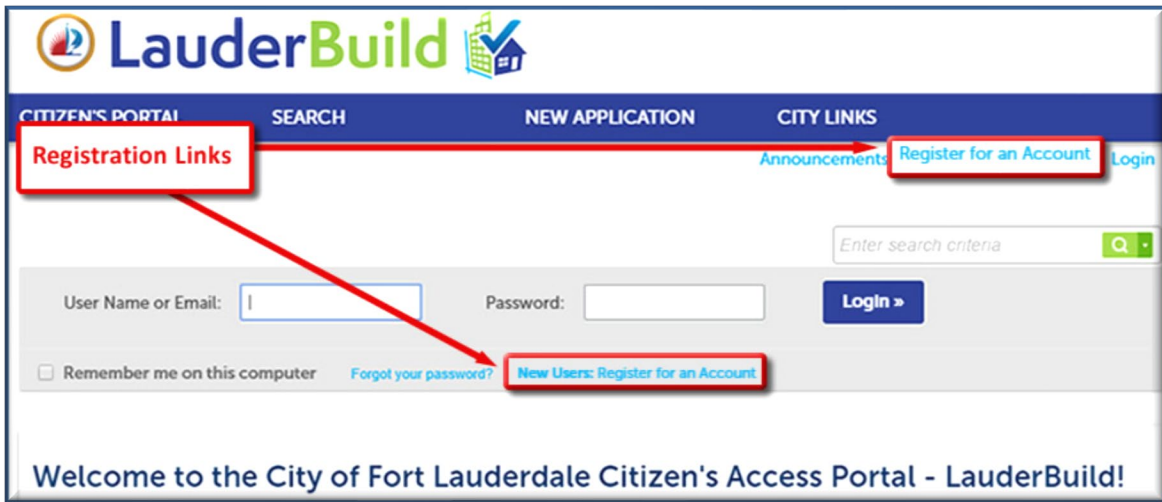 LauderBuild
CITIZEN'S PORTAL SEARCH NEW APPLICATION CITY LINKS
Registration Links
Announcements Register for an Account Login
Enter search criteria
User Name or Email: Password: Login »
Remember me on this computer Forgot your password? New Users: Register for an Account
Welcome to the City of Fort Lauderdale Citizen's Access Portal - LauderBuild!